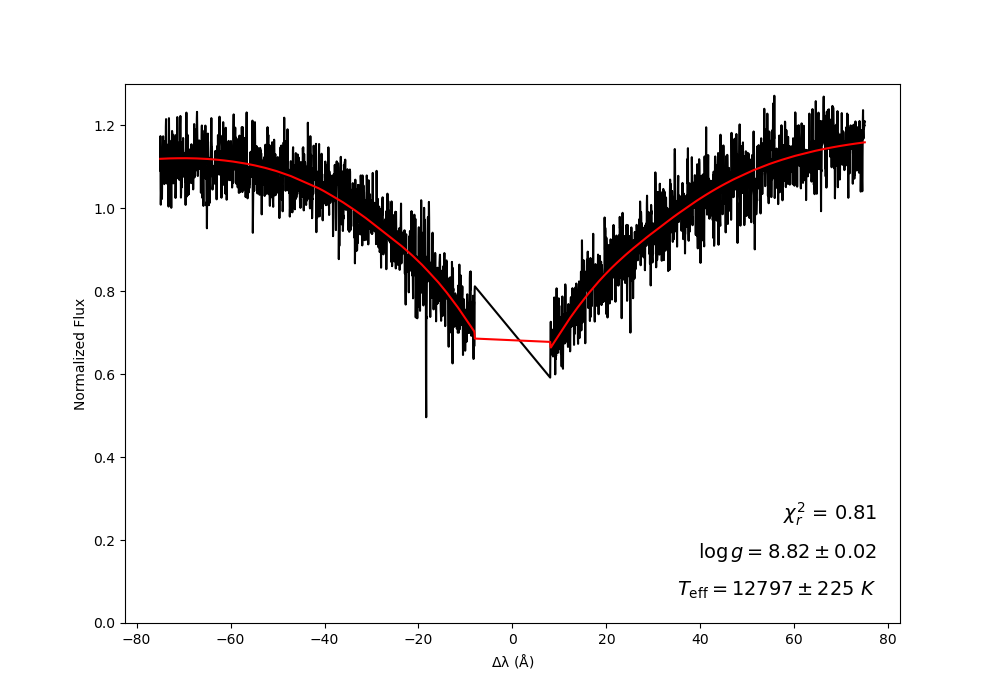 1.2
1.0
0.8
0.6
0.4
0.2
0.0
Normalized Flux
χ²ᵣ = 0.81
log g = 8.82 ± 0.02
T_eff = 12797 ± 225 K
−80 −60 −40 −20 0 20 40 60 80
Δλ (Å)